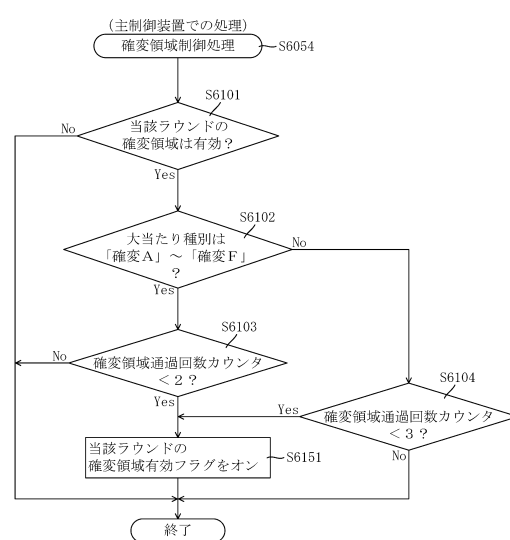 (主制御装置での処理)
確変領域制御処理
S6054
S6101
当該ラウンドの
確変領域は有効？
No
Yes
S6102
大当たり種別は
「確変Ａ」～「確変Ｆ」
？
No
Yes
S6103
確変領域通過回数カウンタ
＜２？
No
Yes
S6104
確変領域通過回数カウンタ
＜３？
Yes
No
当該ラウンドの
確変領域有効フラグをオン
S6151
終了